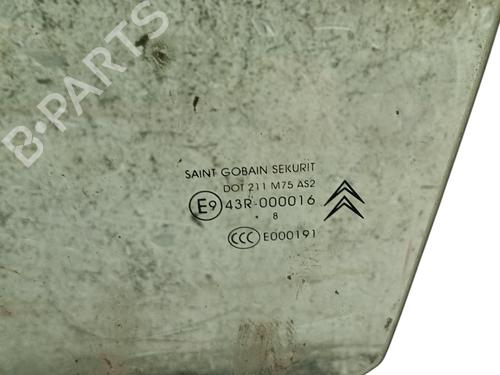 B-PARTS
SAINT GOBAIN SEKURIT
DOT 211 M75 AS2
E9 43R-000016
. 8
CCC E000191